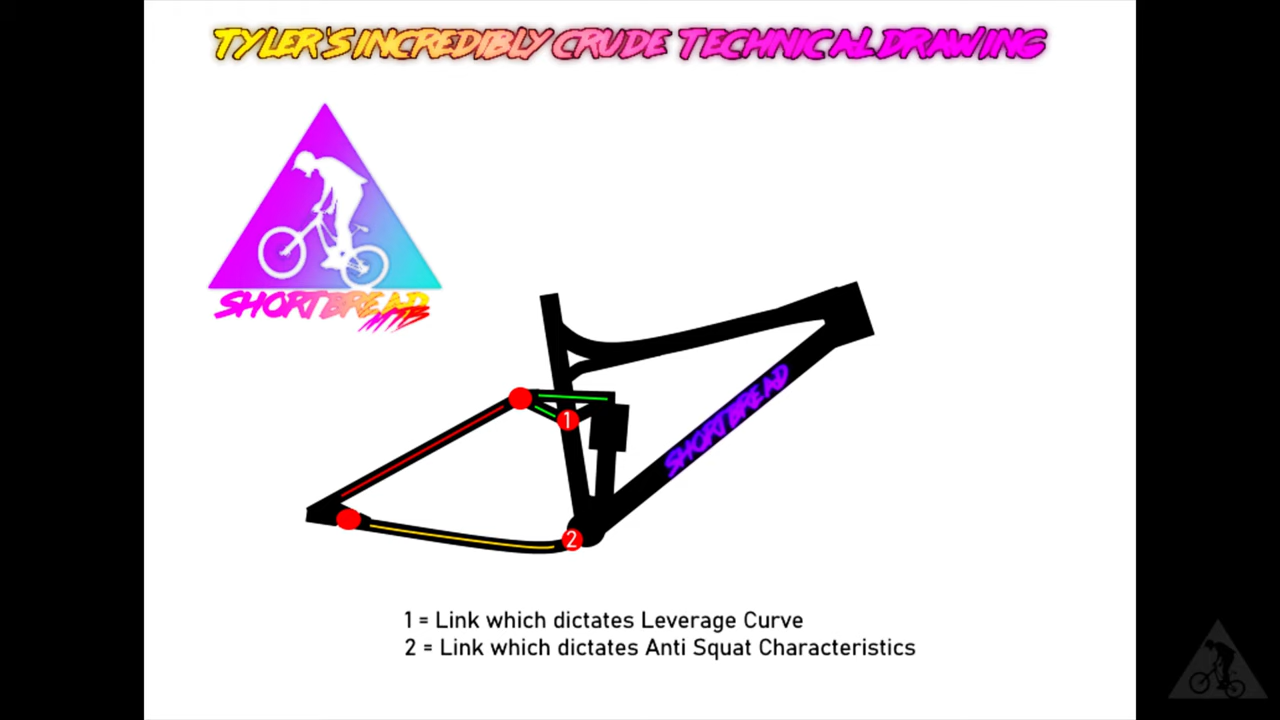 TYLER'S INCREDIBLY CRUDE TECHNICAL DRAWING
SHORTBREAD
MTB
SHORTBREAD
1
2
1 = Link which dictates Leverage Curve
2 = Link which dictates Anti Squat Characteristics